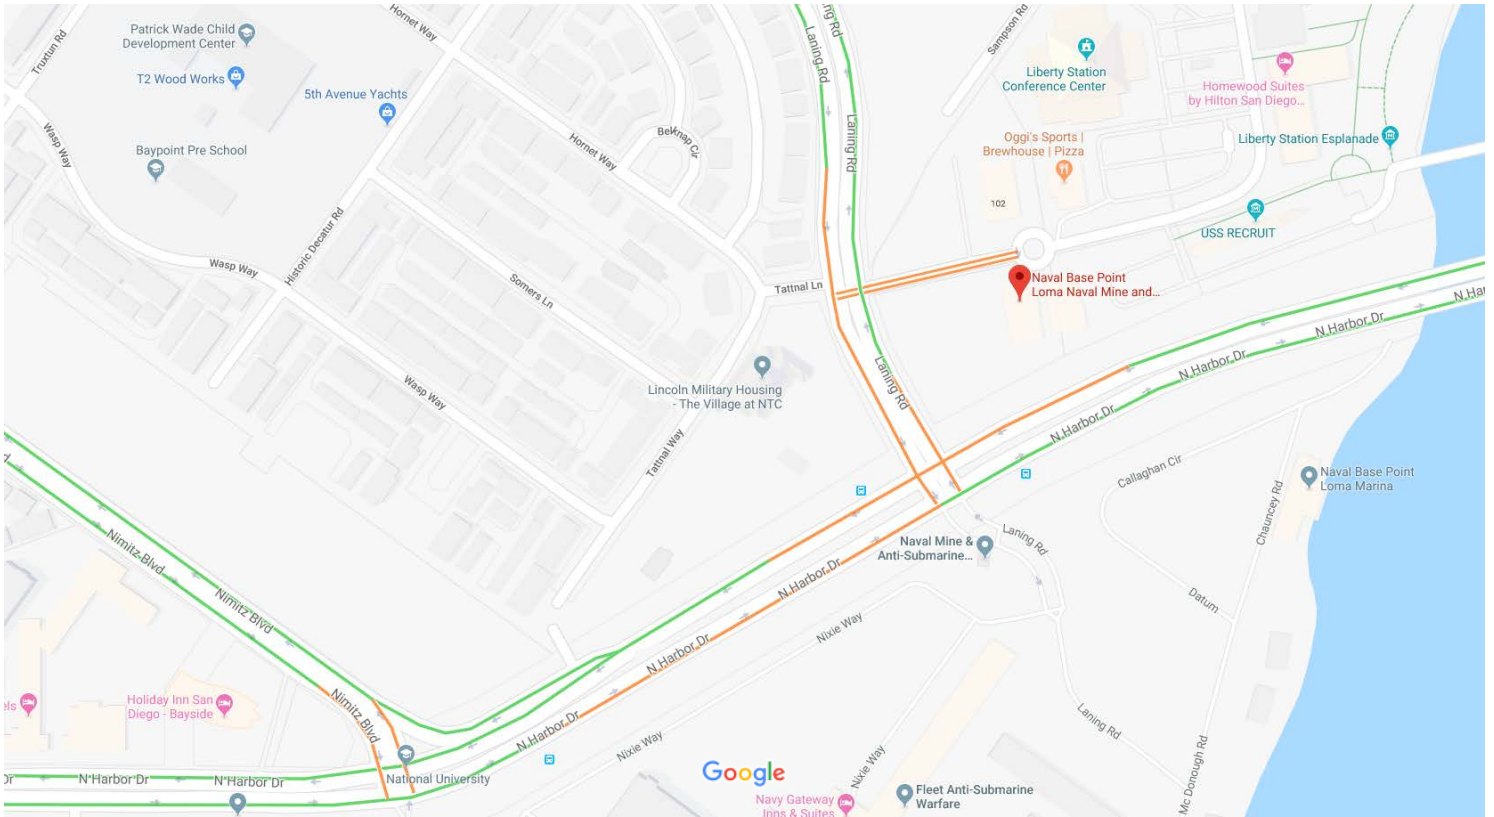 Patrick Wade Child
Development Center
T2 Wood Works
5th Avenue Yachts
Baypoint Pre School
Truxtun Rd
Wasp Way
Hornet Way
Hornet Way
Belknap Cir
Historic Decatur Rd
Wasp Way
Somers Ln
Wasp Way
Laning Rd
Laning Rd
Laning Rd
Sampson Rd
Liberty Station
Conference Center
Homewood Suites
by Hilton San Diego...
Oggi's Sports |
Brewhouse | Pizza
Liberty Station Esplanade
102
USS RECRUIT
Tattnal Ln
Naval Base Point
Loma Naval Mine and...
N Har
N Harbor Dr
N Harbor Dr
N Harbor Dr
Lincoln Military Housing
- The Village at NTC
Laning Rd
Tattnal Way
Callaghan Cir
Chauncey Rd
Naval Base Point
Loma Marina
Naval Mine &
Anti-Submarine...
Laning Rd
Datum
N Harbor Dr
Nixie Way
N Harbor Dr
Nimitz Blvd
Nimitz Blvd
Nimitz Blvd
els
Holiday Inn San
Diego - Bayside
N Harbor Dr
Nixie Way
Laning Rd
Mc Donough Rd
Nixie Way
Dr
N Harbor Dr
N Harbor Dr
National University
Google
Navy Gateway
Inns & Suites
Fleet Anti-Submarine
Warfare